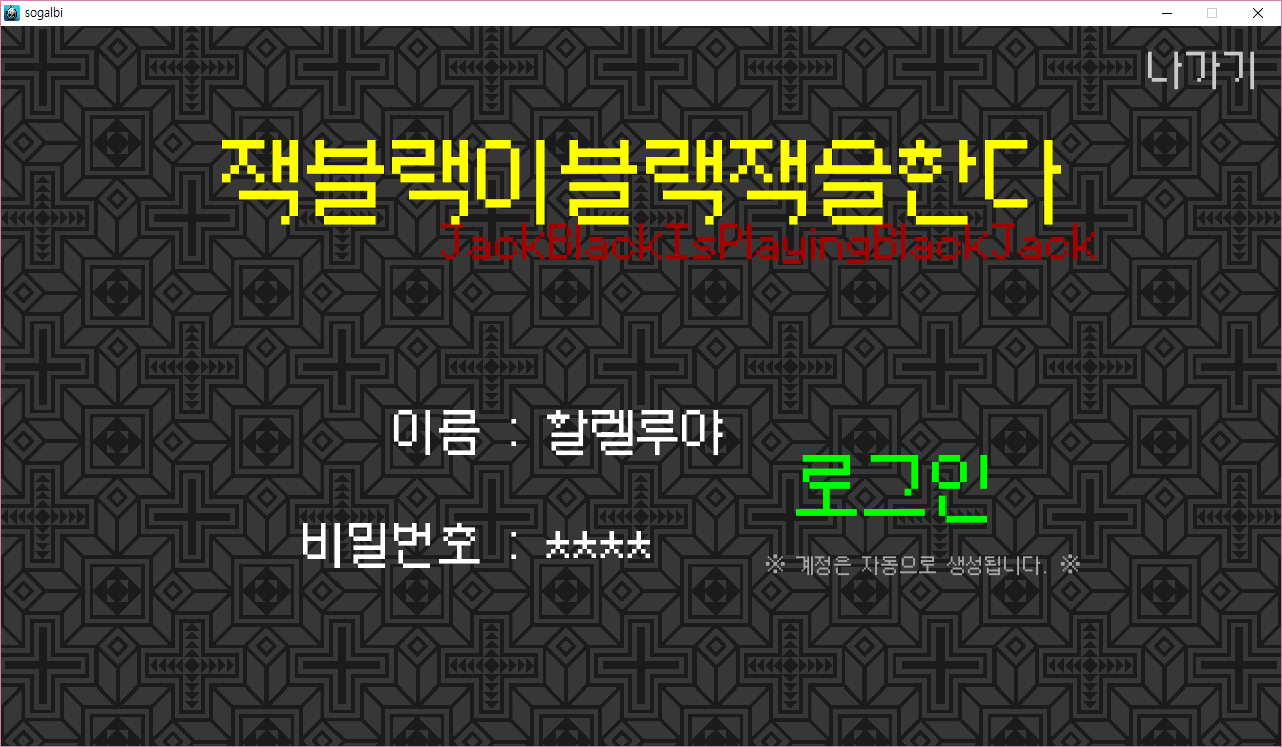 sogalbi
나가기
잭블랙이블랙잭을한다
JackBlackIsPlayingBlackJack
이름 : 할렐루야
로그인
비밀번호 : ****
※ 계정은 자동으로 생성됩니다. ※